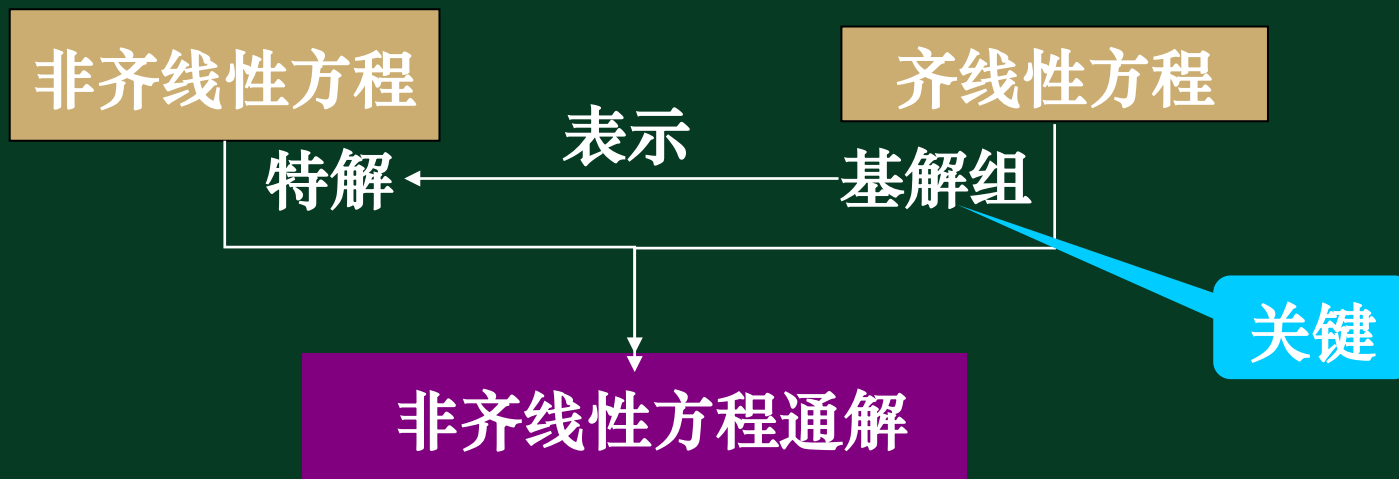 非齐线性方程
齐线性方程
表示
特解
基解组
关键
非齐线性方程通解